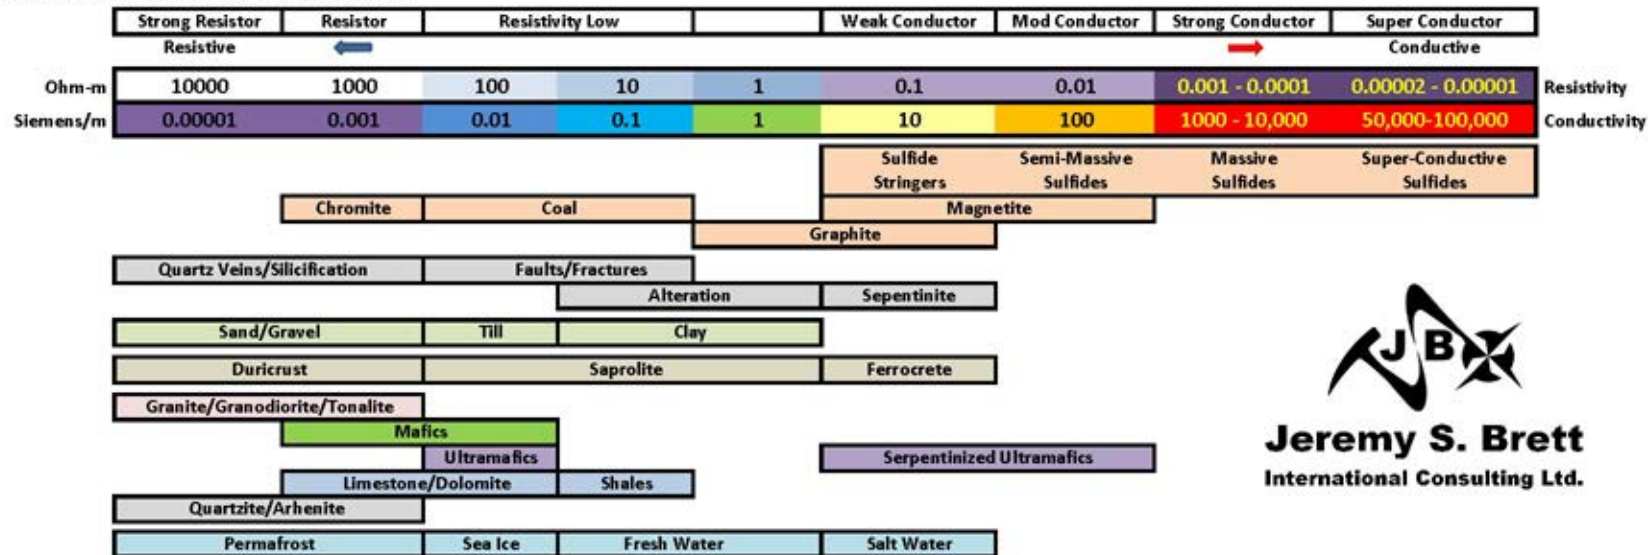 Strong Resistor Resistor Resistivity Low Weak Conductor Mod Conductor Strong Conductor Super Conductor
Resistive Conductive
Ohm-m 10000 1000 100 10 1 0.1 0.01 0.001 - 0.0001 0.00002 - 0.00001 Resistivity
Siemens/m 0.00001 0.001 0.01 0.1 1 10 100 1000 - 10,000 50,000-100,000 Conductivity
Sulfide Semi-Massive Massive Super-Conductive
Stringers Sulfides Sulfides Sulfides
Chromite Coal Magnetite
Graphite
Quartz Veins/Silicification Faults/Fractures
Alteration Sepentinite
Sand/Gravel Till Clay
Duricrust Saprolite Ferrocrete
Granite/Granodiorite/Tonalite
Mafics
Ultramafics Serpentinized Ultramafics
Limestone/Dolomite Shales
Quartzite/Arhenite
Permafrost Sea Ice Fresh Water Salt Water
JB
Jeremy S. Brett
International Consulting Ltd.